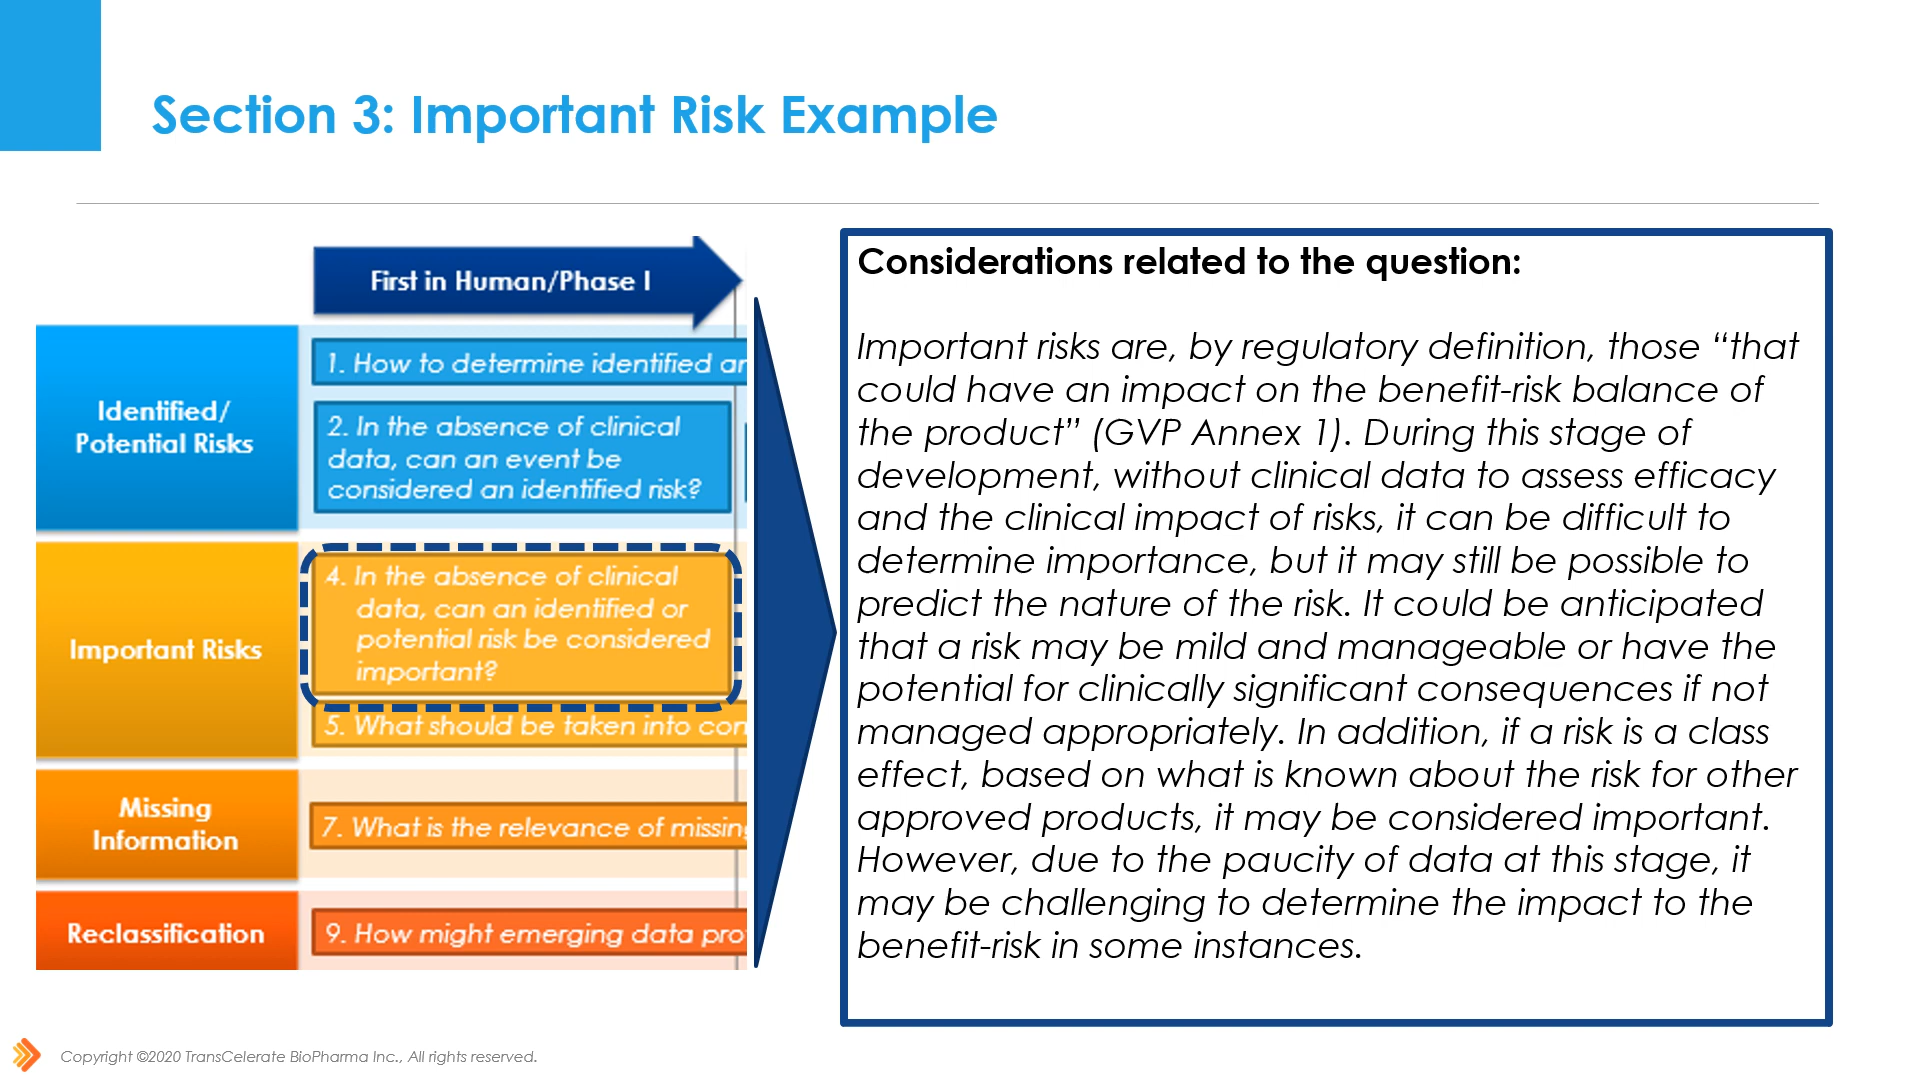 Section 3: Important Risk Example
First in Human/Phase I
Identified/
Potential Risks
1. How to determine identified
2. In the absence of clinical
data, can an event be
considered an identified risk?
Important Risks
4. In the absence of clinical
data, can an identified or
potential risk be considered
important?
5. What should be taken into
Missing
Information
7. What is the relevance of missing
Reclassification
9. How might emerging data
Considerations related to the question:
Important risks are, by regulatory definition, those “that
could have an impact on the benefit-risk balance of
the product” (GVP Annex 1). During this stage of
development, without clinical data to assess efficacy
and the clinical impact of risks, it can be difficult to
determine importance, but it may still be possible to
predict the nature of the risk. It could be anticipated
that a risk may be mild and manageable or have the
potential for clinically significant consequences if not
managed appropriately. In addition, if a risk is a class
effect, based on what is known about the risk for other
approved products, it may be considered important.
However, due to the paucity of data at this stage, it
may be challenging to determine the impact to the
benefit-risk in some instances.
Copyright ©2020 TransCelerate BioPharma Inc., All rights reserved.